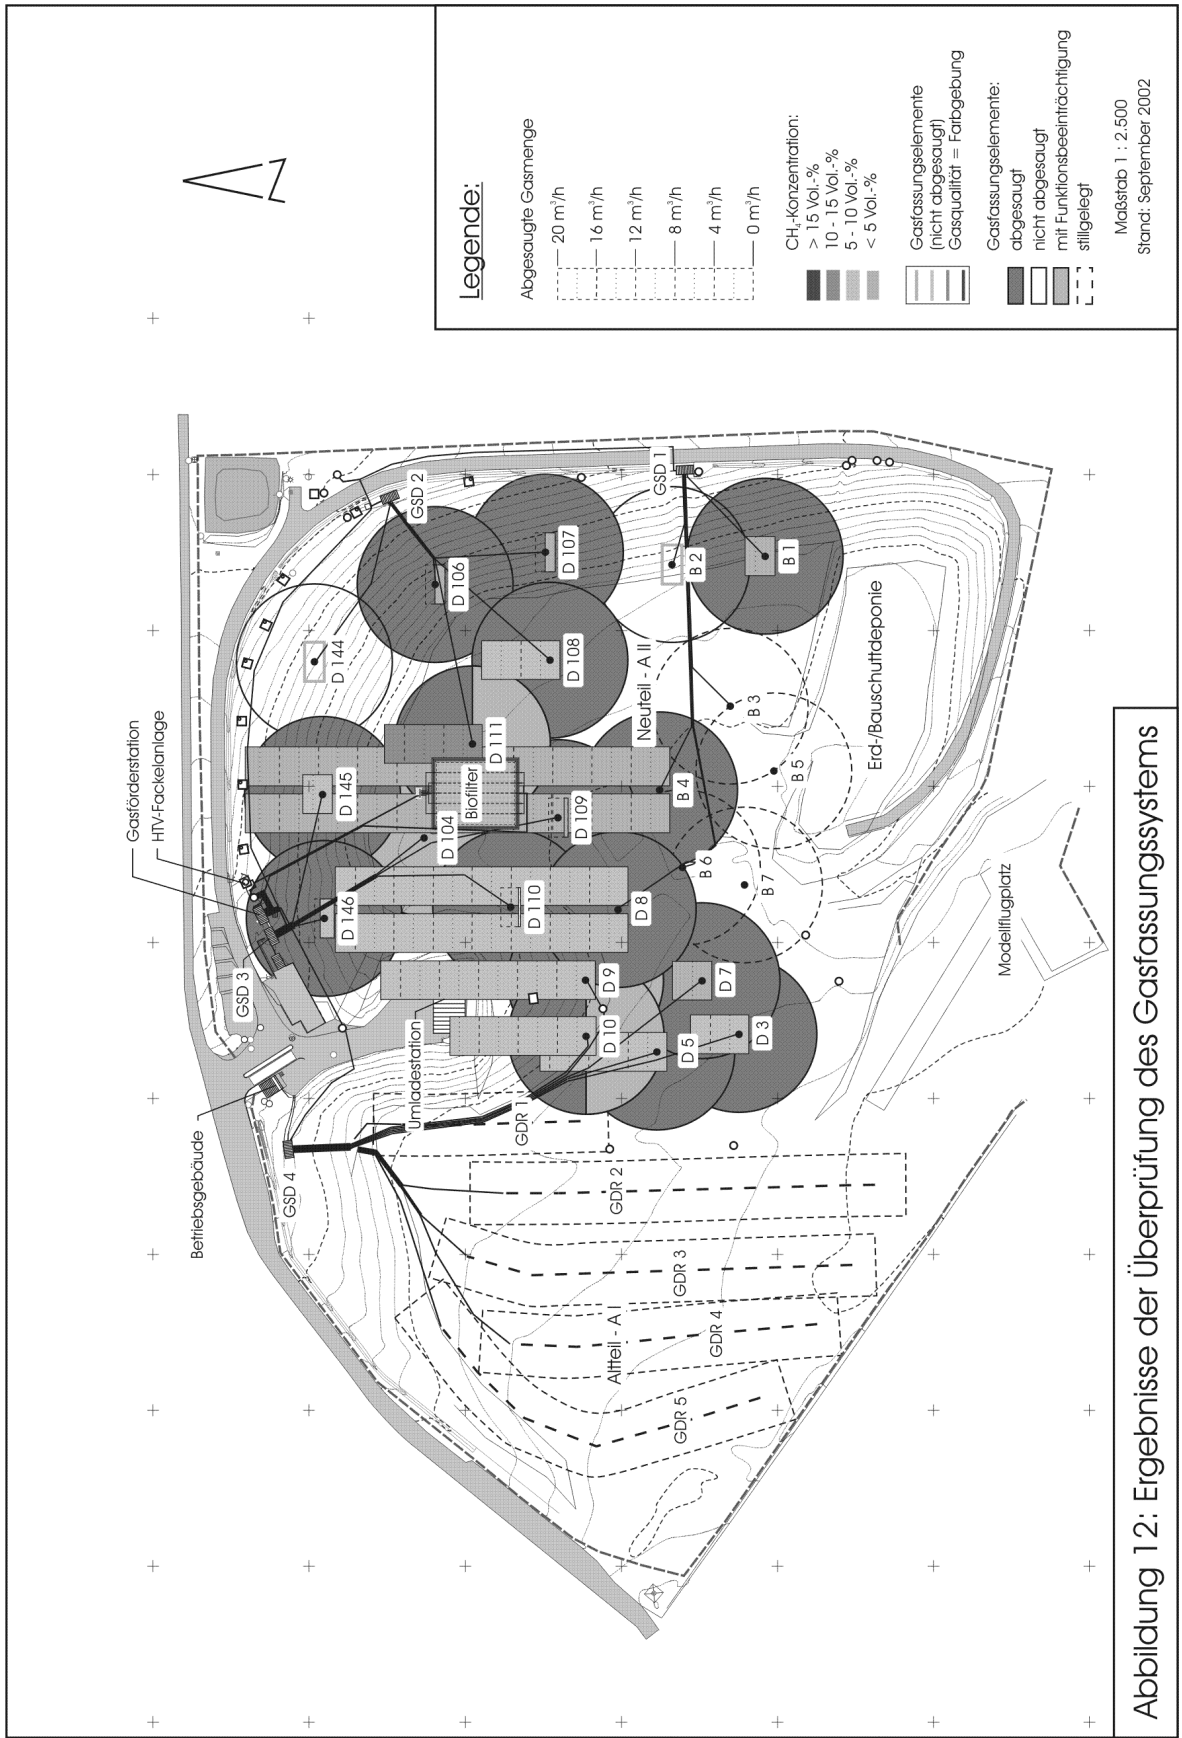 Legende:
Abgesaugte Gasmenge
20 m³/h
16 m³/h
12 m³/h
8 m³/h
4 m³/h
0 m³/h
CH₄-Konzentration:
> 15 Vol.-%
10 - 15 Vol.-%
5 - 10 Vol.-%
< 5 Vol.-%
Gasfassungselemente
(nicht abgesaugt)
Gasqualität = Farbgebung
Gasfassungselemente:
abgesaugt
nicht abgesaugt
mit Funktionsbeeinträchtigung
stillgelegt
Maßstab 1 : 2.500
Stand: September 2002
Betriebsgebäude
Gasförderstation
HTV-Fackelanlage
GSD 4
GSD 3
GSD 2
GSD 1
Umladestation
Biofilter
D 146
D 145
D 144
D 104
D 111
D 106
D 107
D 108
D 109
D 110
D 10
D 9
D 8
D 7
D 5
D 3
B 1
B 2
B 3
B 4
B 5
B 6
B 7
GDR 1
GDR 2
GDR 3
GDR 4
GDR 5
Altteil - A I
Neuteil - A II
Erd-/Bauschuttdeponie
Modellflugplatz
Abbildung 12: Ergebnisse der Überprüfung des Gasfassungssystems